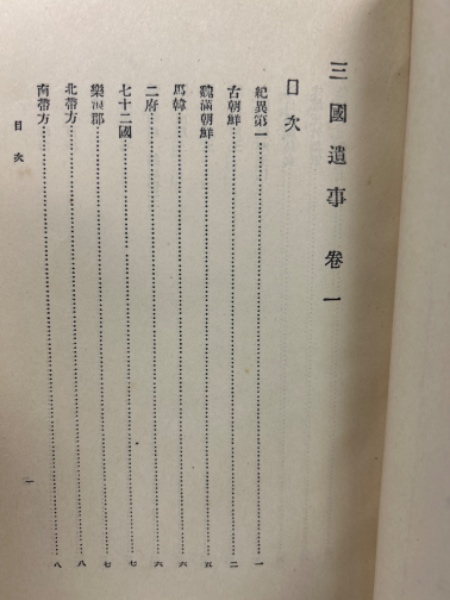 三國遺事 卷一
目次
紀異第一……一
古朝鮮……二
魏滿朝鮮……五
馬韓……六
二府……六
七十二國……七
樂浪郡……七
北帶方……八
南帶方……八
目次
一